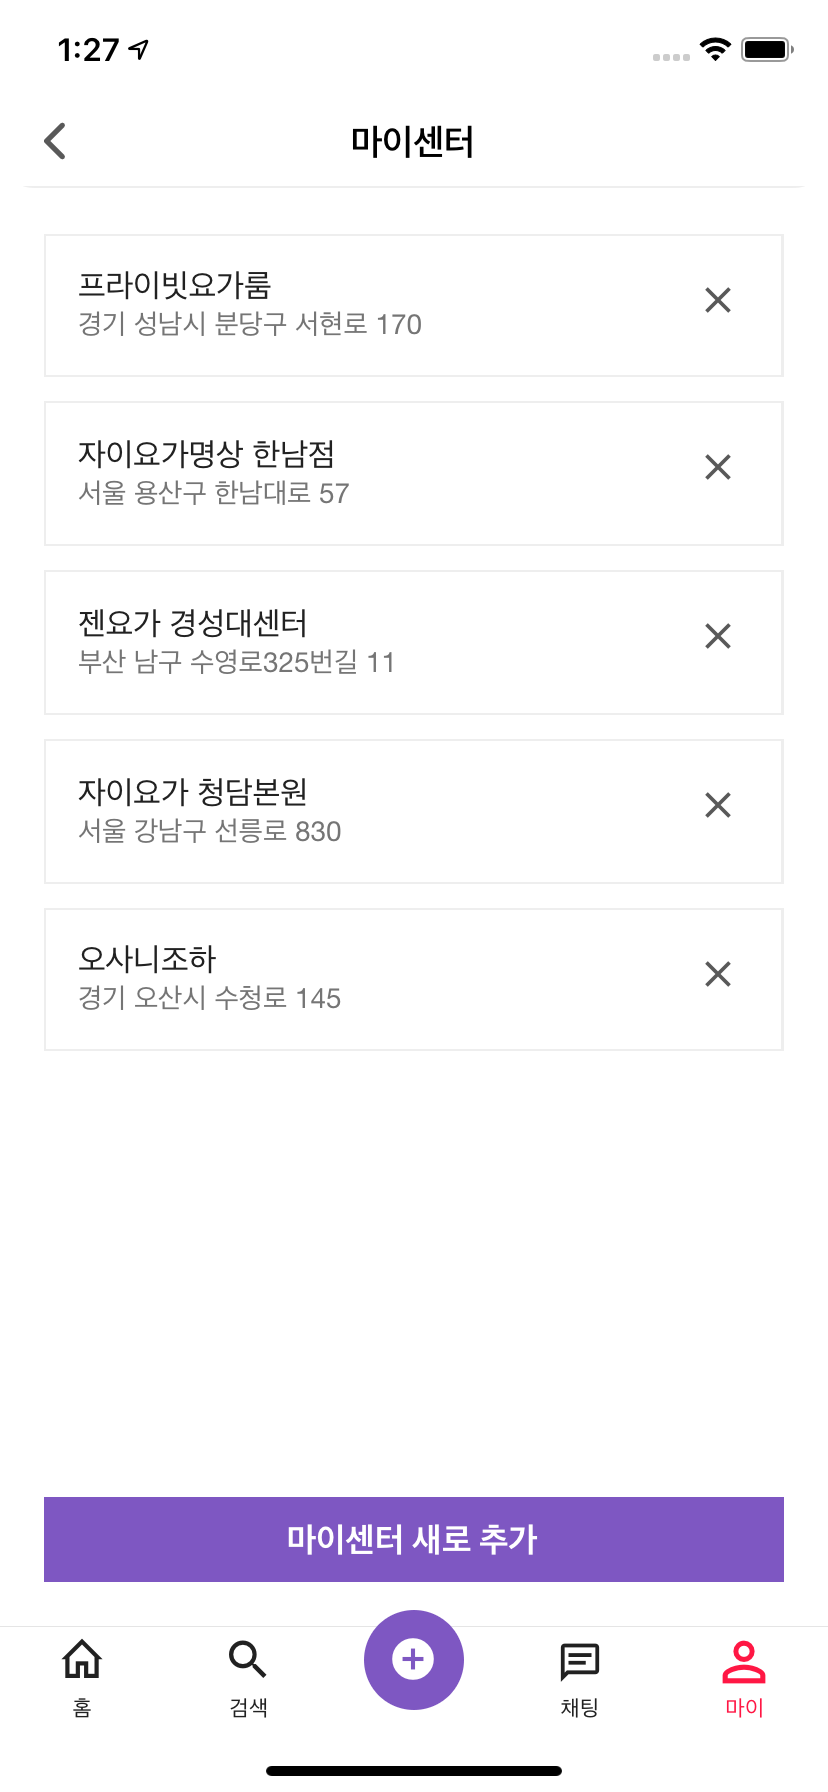 1:27
마이센터
프라이빗요가룸
경기 성남시 분당구 서현로 170
자이요가명상 한남점
서울 용산구 한남대로 57
젠요가 경성대센터
부산 남구 수영로325번길 11
자이요가 청담본원
서울 강남구 선릉로 830
오사니조하
경기 오산시 수청로 145
마이센터 새로 추가
홈
검색
채팅
마이